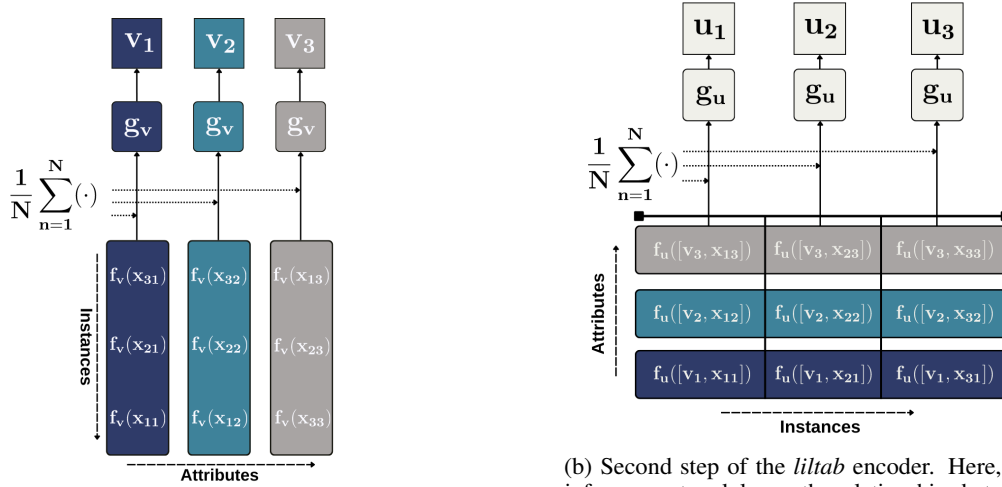 v1 v2 v3
gv gv gv
1/N ∑ N n=1 (·)
fv(x31) fv(x32) fv(x13)
fv(x21) fv(x22) fv(x23)
fv(x11) fv(x12) fv(x33)
Instances
Attributes
u1 u2 u3
gu gu gu
1/N ∑ N n=1 (·)
fu([v3, x13]) fu([v3, x23]) fu([v3, x33])
fu([v2, x12]) fu([v2, x22]) fu([v2, x32])
fu([v1, x11]) fu([v1, x21]) fu([v1, x31])
Attributes
Instances
(b) Second step of the liltab encoder. Here,